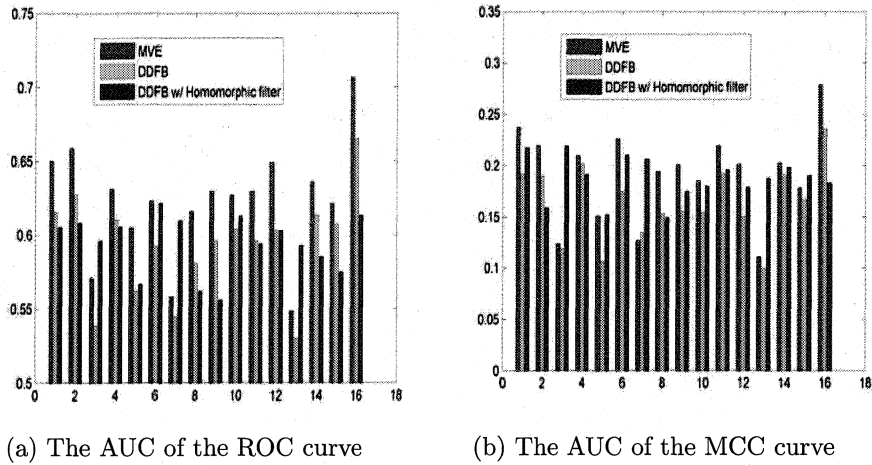 0.75
0.7
0.65
0.6
0.55
0.5
0 2 4 6 8 10 12 14 16 18
MVE
DDFB
DDFB w/ Homomorphic filter
(a) The AUC of the ROC curve
0.35
0.3
0.25
0.2
0.15
0.1
0.05
0
0 2 4 6 8 10 12 14 16 18
MVE
DDFB
DDFB w/ Homomorphic filter
(b) The AUC of the MCC curve